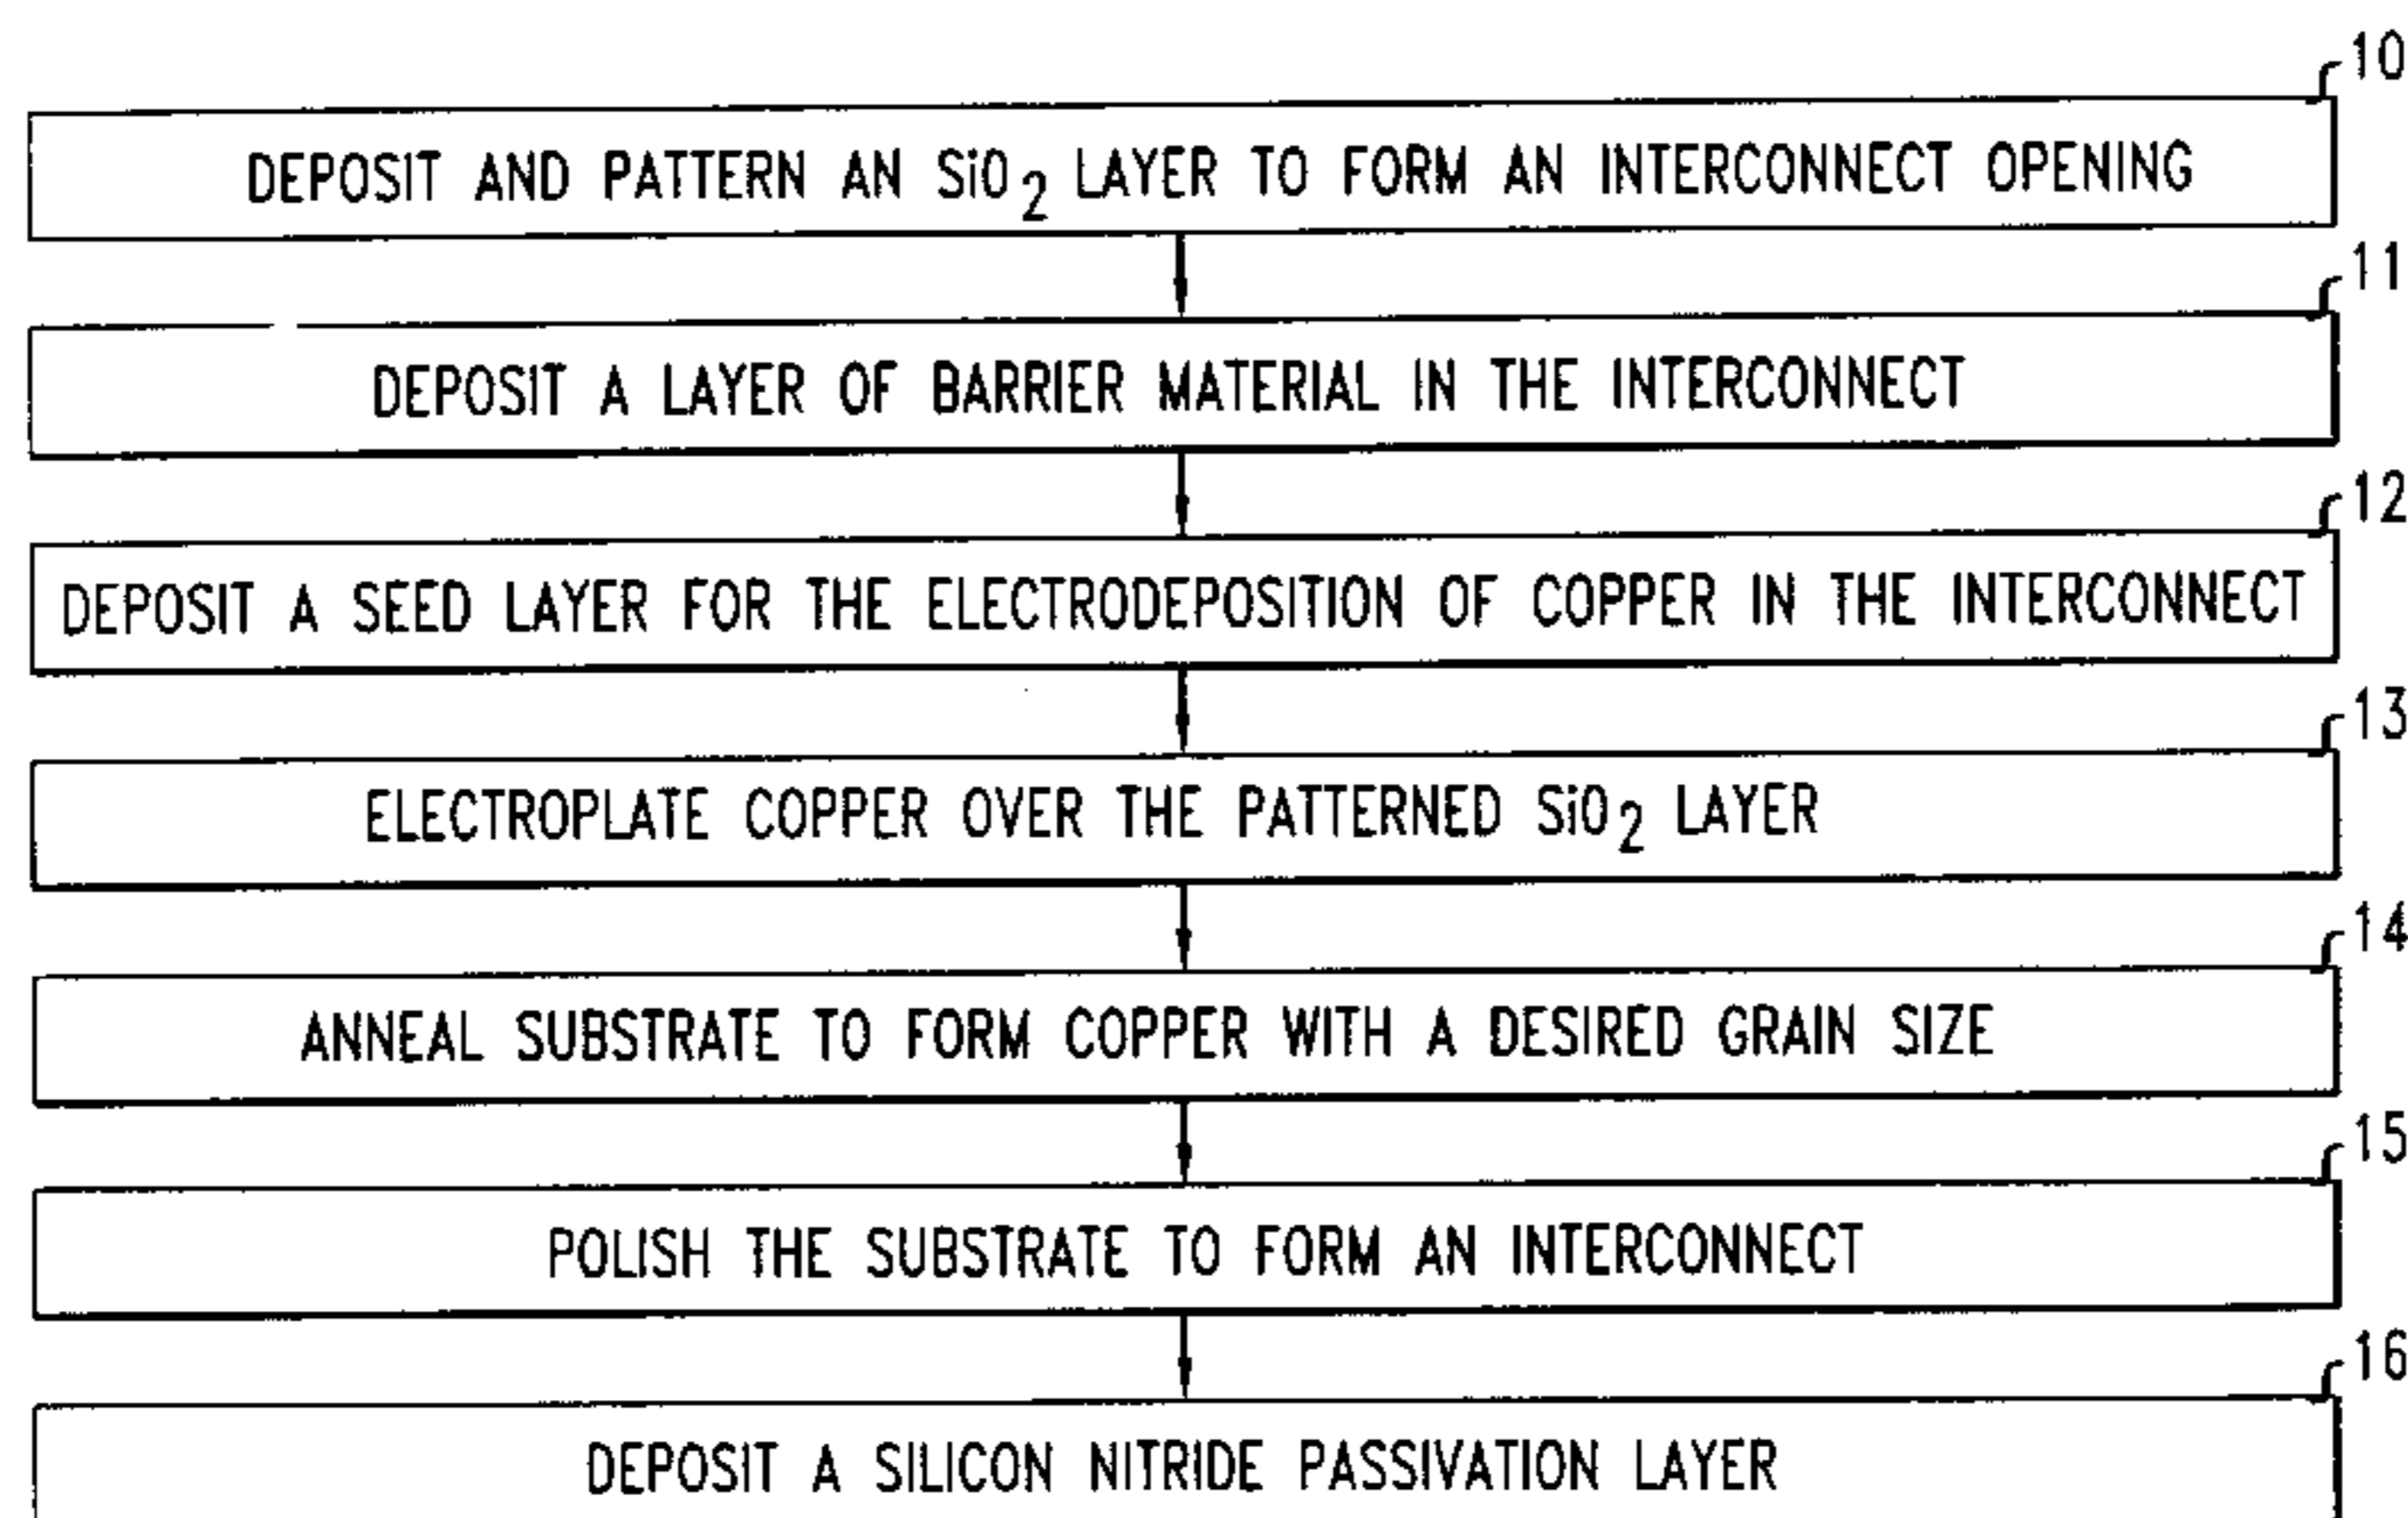 10
DEPOSIT AND PATTERN AN SiO2 LAYER TO FORM AN INTERCONNECT OPENING
11
DEPOSIT A LAYER OF BARRIER MATERIAL IN THE INTERCONNECT
12
DEPOSIT A SEED LAYER FOR THE ELECTRODEPOSITION OF COPPER IN THE INTERCONNECT
13
ELECTROPLATE COPPER OVER THE PATTERNED SiO2 LAYER
14
ANNEAL SUBSTRATE TO FORM COPPER WITH A DESIRED GRAIN SIZE
15
POLISH THE SUBSTRATE TO FORM AN INTERCONNECT
16
DEPOSIT A SILICON NITRIDE PASSIVATION LAYER